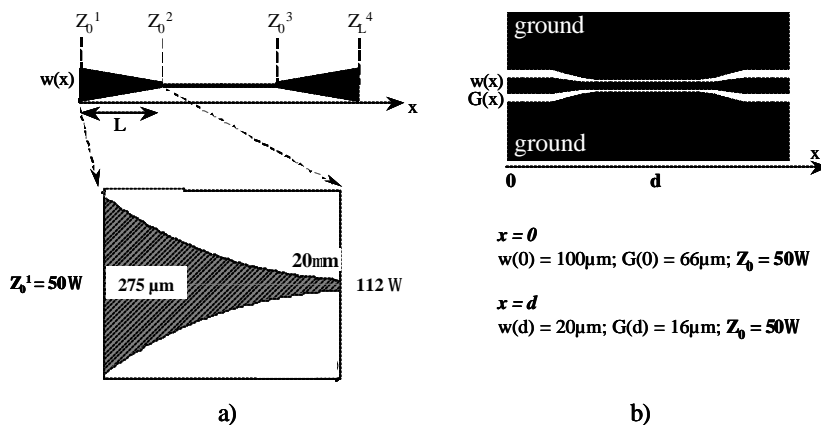 Z₀¹ Z₀² Z₀³ Z_L⁴
w(x)
x
L
Z₀¹ = 50W
275 µm
20mm
112 W
a)
ground
w(x)
G(x)
ground
x
0 d
x = 0
w(0) = 100µm; G(0) = 66µm; Z₀ = 50W
x = d
w(d) = 20µm; G(d) = 16µm; Z₀ = 50W
b)